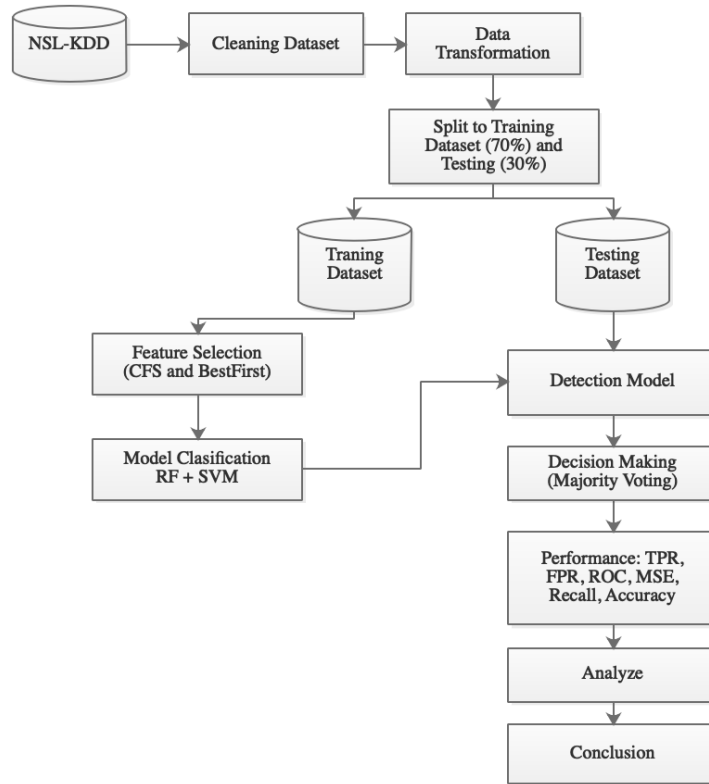 NSL-KDD
Cleaning Dataset
Data
Transformation
Split to Training
Dataset (70%) and
Testing (30%)
Traning
Dataset
Testing
Dataset
Feature Selection
(CFS and BestFirst)
Detection Model
Model Clasification
RF + SVM
Decision Making
(Majority Voting)
Performance: TPR,
FPR, ROC, MSE,
Recall, Accuracy
Analyze
Conclusion